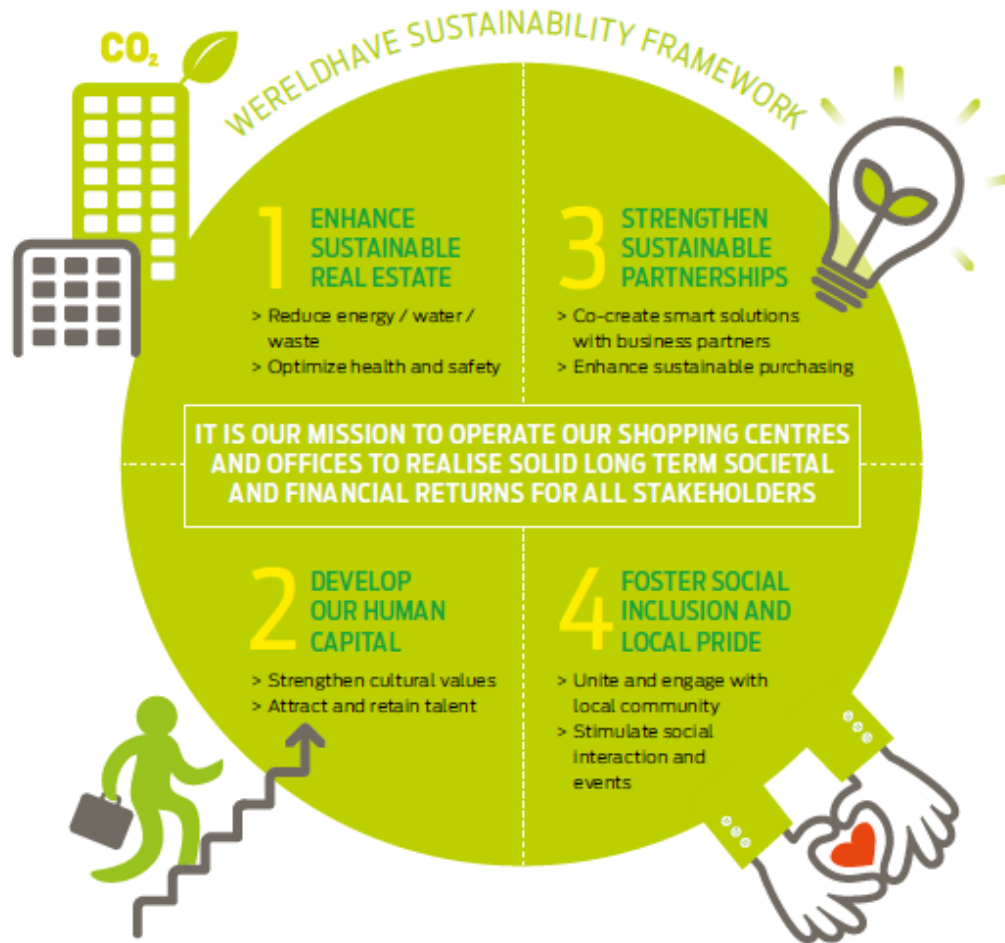 CO₂
WERELDHAVE SUSTAINABILITY FRAMEWORK
1
ENHANCE
SUSTAINABLE
REAL ESTATE
> Reduce energy / water /
waste
> Optimize health and safety
3
STRENGTHEN
SUSTAINABLE
PARTNERSHIPS
> Co-create smart solutions
with business partners
> Enhance sustainable purchasing
IT IS OUR MISSION TO OPERATE OUR SHOPPING CENTRES
AND OFFICES TO REALISE SOLID LONG TERM SOCIETAL
AND FINANCIAL RETURNS FOR ALL STAKEHOLDERS
2
DEVELOP
OUR HUMAN
CAPITAL
> Strengthen cultural values
> Attract and retain talent
4
FOSTER SOCIAL
INCLUSION AND
LOCAL PRIDE
> Unite and engage with
local community
> Stimulate social
interaction and
events